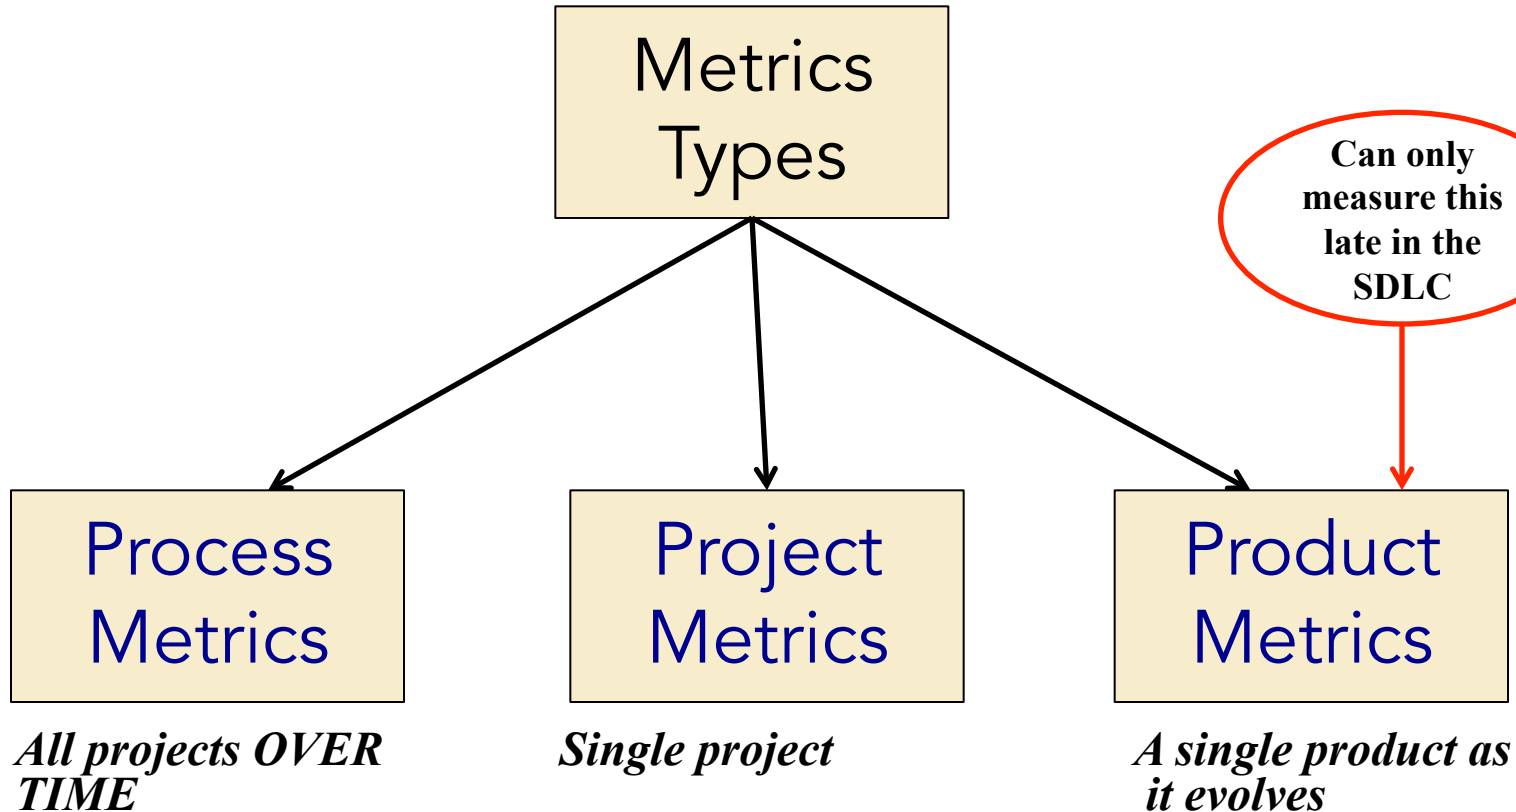 Metrics
Types
Can only
measure this
late in the
SDLC
Process
Metrics
Project
Metrics
Product
Metrics
All projects OVER
TIME
Single project
A single product as
it evolves